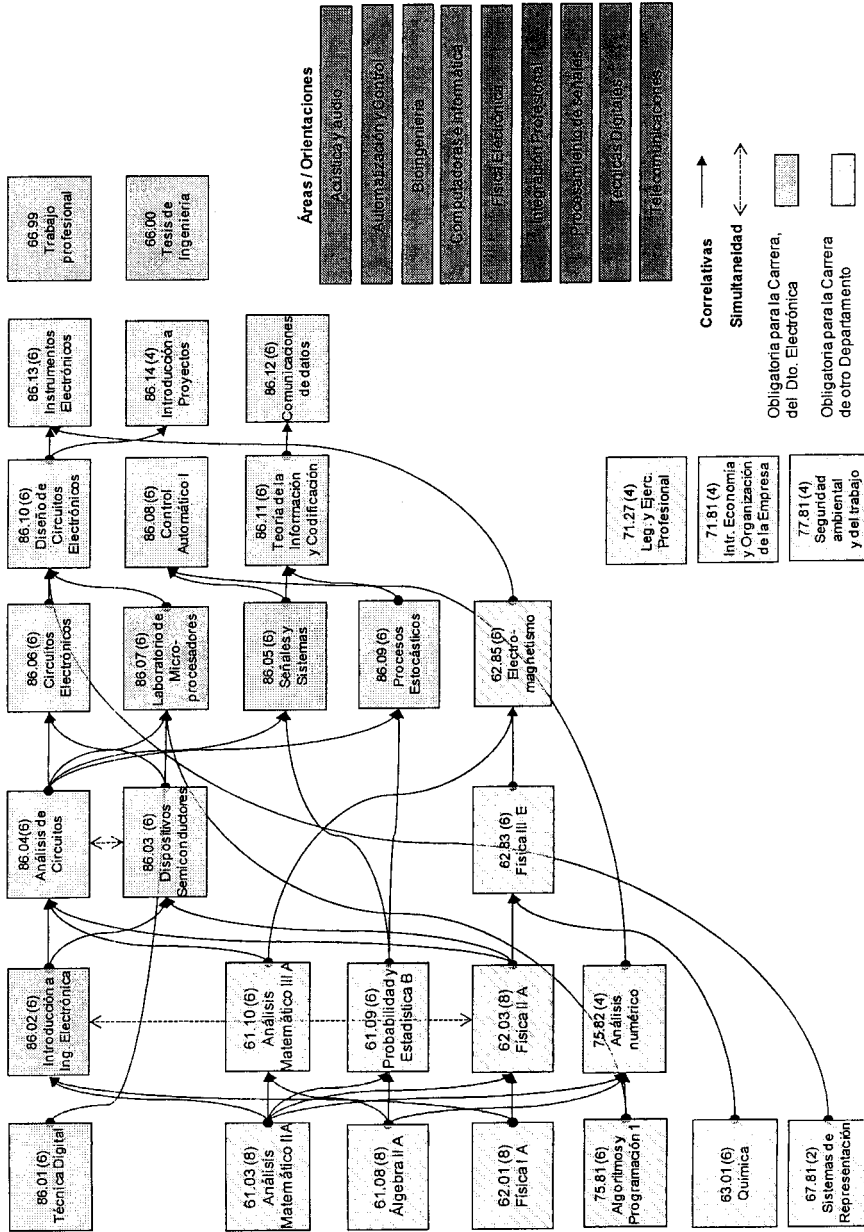 86.01 (6)
Técnica Digital
86.02 (6)
Introducción a
Ing. Electrónica
86.04(6)
Análisis de
Circuitos
86.06 (6)
Circuitos
Electrónicos
86.10 (6)
Diseño de
Circuitos
Electrónicos
86.13 (6)
Instrumentos
Electrónicos
66.99
Trabajo
profesional
86.03 (6)
Dispositivos
Semiconductores
86.07 (6)
Laboratorio de
Micro-
procesadores
86.08 (6)
Control
Automático I
86.14 (4)
Introducción a
Proyectos
66.00
Tesis de
Ingeniería
61.03 (8)
Análisis
Matemático II A
61.10 (6)
Análisis
Matemático III A
86.05 (6)
Señales y
Sistemas
86.11 (6)
Teoría de la
Información
y Codificación
86.12 (6)
Comunicaciones
de datos
61.08 (8)
Álgebra II A
61.09 (6)
Probabilidad y
Estadística B
86.09 (6)
Procesos
Estocásticos
62.01 (8)
Física I A
62.03 (8)
Física II A
62.83 (6)
Física III E
62.85 (6)
Electro-
maghetismo
75.81 (6)
Algoritmos y
Programación 1
75.82 (4)
Análisis
numérico
63.01 (6)
Química
67.81 (2)
Sistemas de
Representación
71.27 (4)
Leg. y Ejerc.
Profesional
71.81 (4)
Intr. Economía
y Organización
de la Empresa
77.81 (4)
Seguridad
ambiental
y del trabajo
Áreas / Orientaciones
Acústica y audio
Automatización y Control
Bioingeniería
Computadoras e Informática
Física Electrónica
Integración Profesional
Procesamiento de señales
Técnicas Digitales
Telecomunicaciones
Correlativas
Simultaneidad
Obligatoria para la Carrera,
del Dto. Electrónica
Obligatoria para la Carrera
de otro Departamento